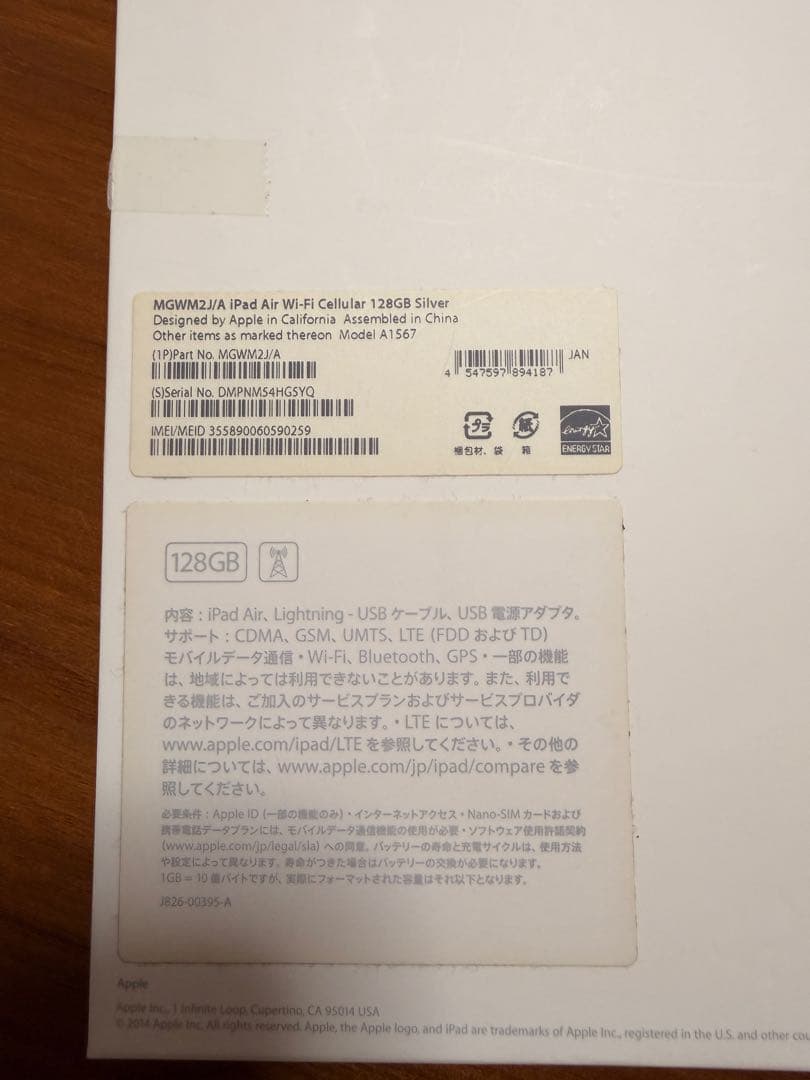 MGWM2J/A iPad Air Wi-Fi Cellular 128GB Silver
Designed by Apple in California Assembled in China
Other items as marked thereon Model A1567
(1P)Part No. MGWM2J/A
JAN
4 547597 894187
(S)Serial No. DMPNM54HG5YQ
IMEI/MEID 355890060590259
プラ
紙
energy
ENERGY STAR
梱包材、袋 箱
128GB
内容：iPad Air、Lightning - USB ケーブル、USB 電源アダプタ。
サポート：CDMA、GSM、UMTS、LTE (FDD および TD)
モバイルデータ通信・Wi-Fi、Bluetooth、GPS・一部の機能
は、地域によっては利用できないことがあります。また、利用で
きる機能は、ご加入のサービスプランおよびサービスプロバイダ
のネットワークによって異なります。・LTE については、
www.apple.com/ipad/LTE を参照してください。・その他の
詳細については、www.apple.com/jp/ipad/compare を参
照してください。
必要条件：Apple ID (一部の機能のみ)・インターネットアクセス・Nano-SIM カードおよび
携帯電話データプランには、モバイルデータ通信機能の使用が必要・ソフトウェア使用許諾契約
(www.apple.com/jp/legal/sla) への同意。バッテリーの寿命と充電サイクルは、使用方法
や設定によって異なります。寿命がつきた場合はバッテリーの交換が必要になります。
1GB = 10 億バイトですが、実際にフォーマットされた容量はそれ以下となります。
J826-00395-A
Apple
Apple Inc., 1 Infinite Loop, Cupertino, CA 95014 USA
© 2014 Apple Inc. All rights reserved. Apple, the Apple logo, and iPad are trademarks of Apple Inc., registered in the U.S. and other cou